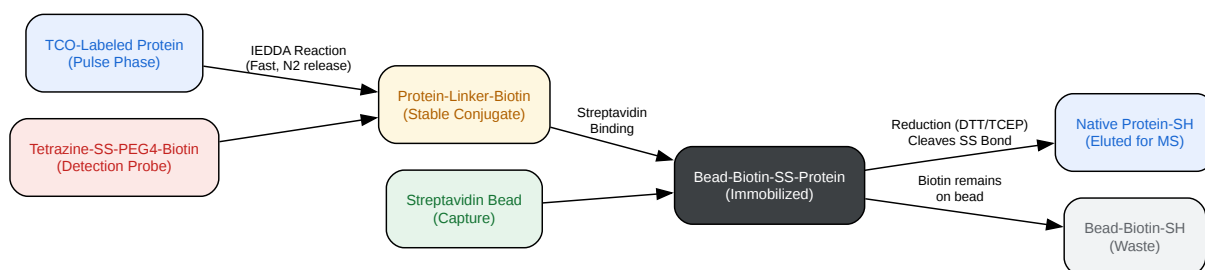 TCO-Labeled Protein
(Pulse Phase)
IEDDA Reaction
(Fast, N2 release)
Tetrazine-SS-PEG4-Biotin
(Detection Probe)
Protein-Linker-Biotin
(Stable Conjugate)
Streptavidin
Binding
Streptavidin Bead
(Capture)
Bead-Biotin-SS-Protein
(Immobilized)
Reduction (DTT/TCEP)
Cleaves SS Bond
Native Protein-SH
(Eluted for MS)
Biotin remains
on bead
Bead-Biotin-SH
(Waste)